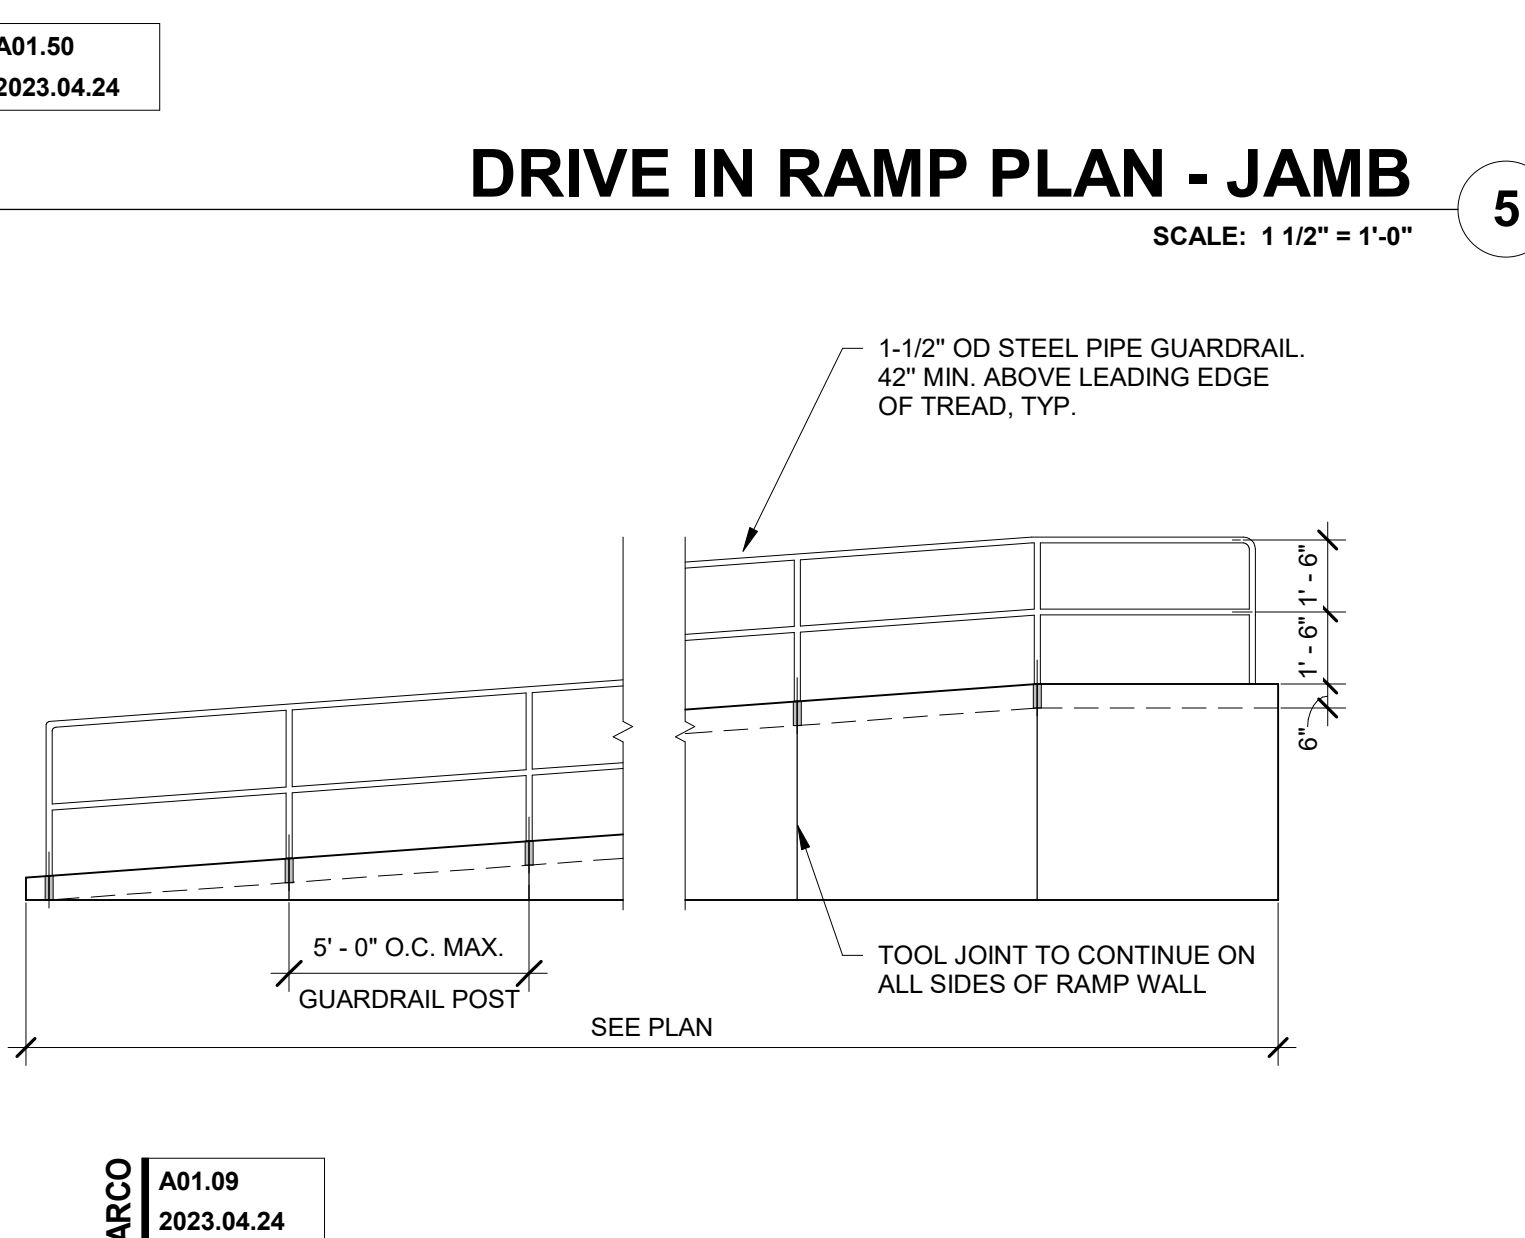 A01.50
2023.04.24
DRIVE IN RAMP PLAN - JAMB
5
SCALE: 1 1/2" = 1'-0"
1-1/2" OD STEEL PIPE GUARDRAIL.
42" MIN. ABOVE LEADING EDGE
OF TREAD, TYP.
1' - 6"
1' - 6"
6"
5' - 0" O.C. MAX.
GUARDRAIL POST
TOOL JOINT TO CONTINUE ON
ALL SIDES OF RAMP WALL
SEE PLAN
ARCO
A01.09
2023.04.24